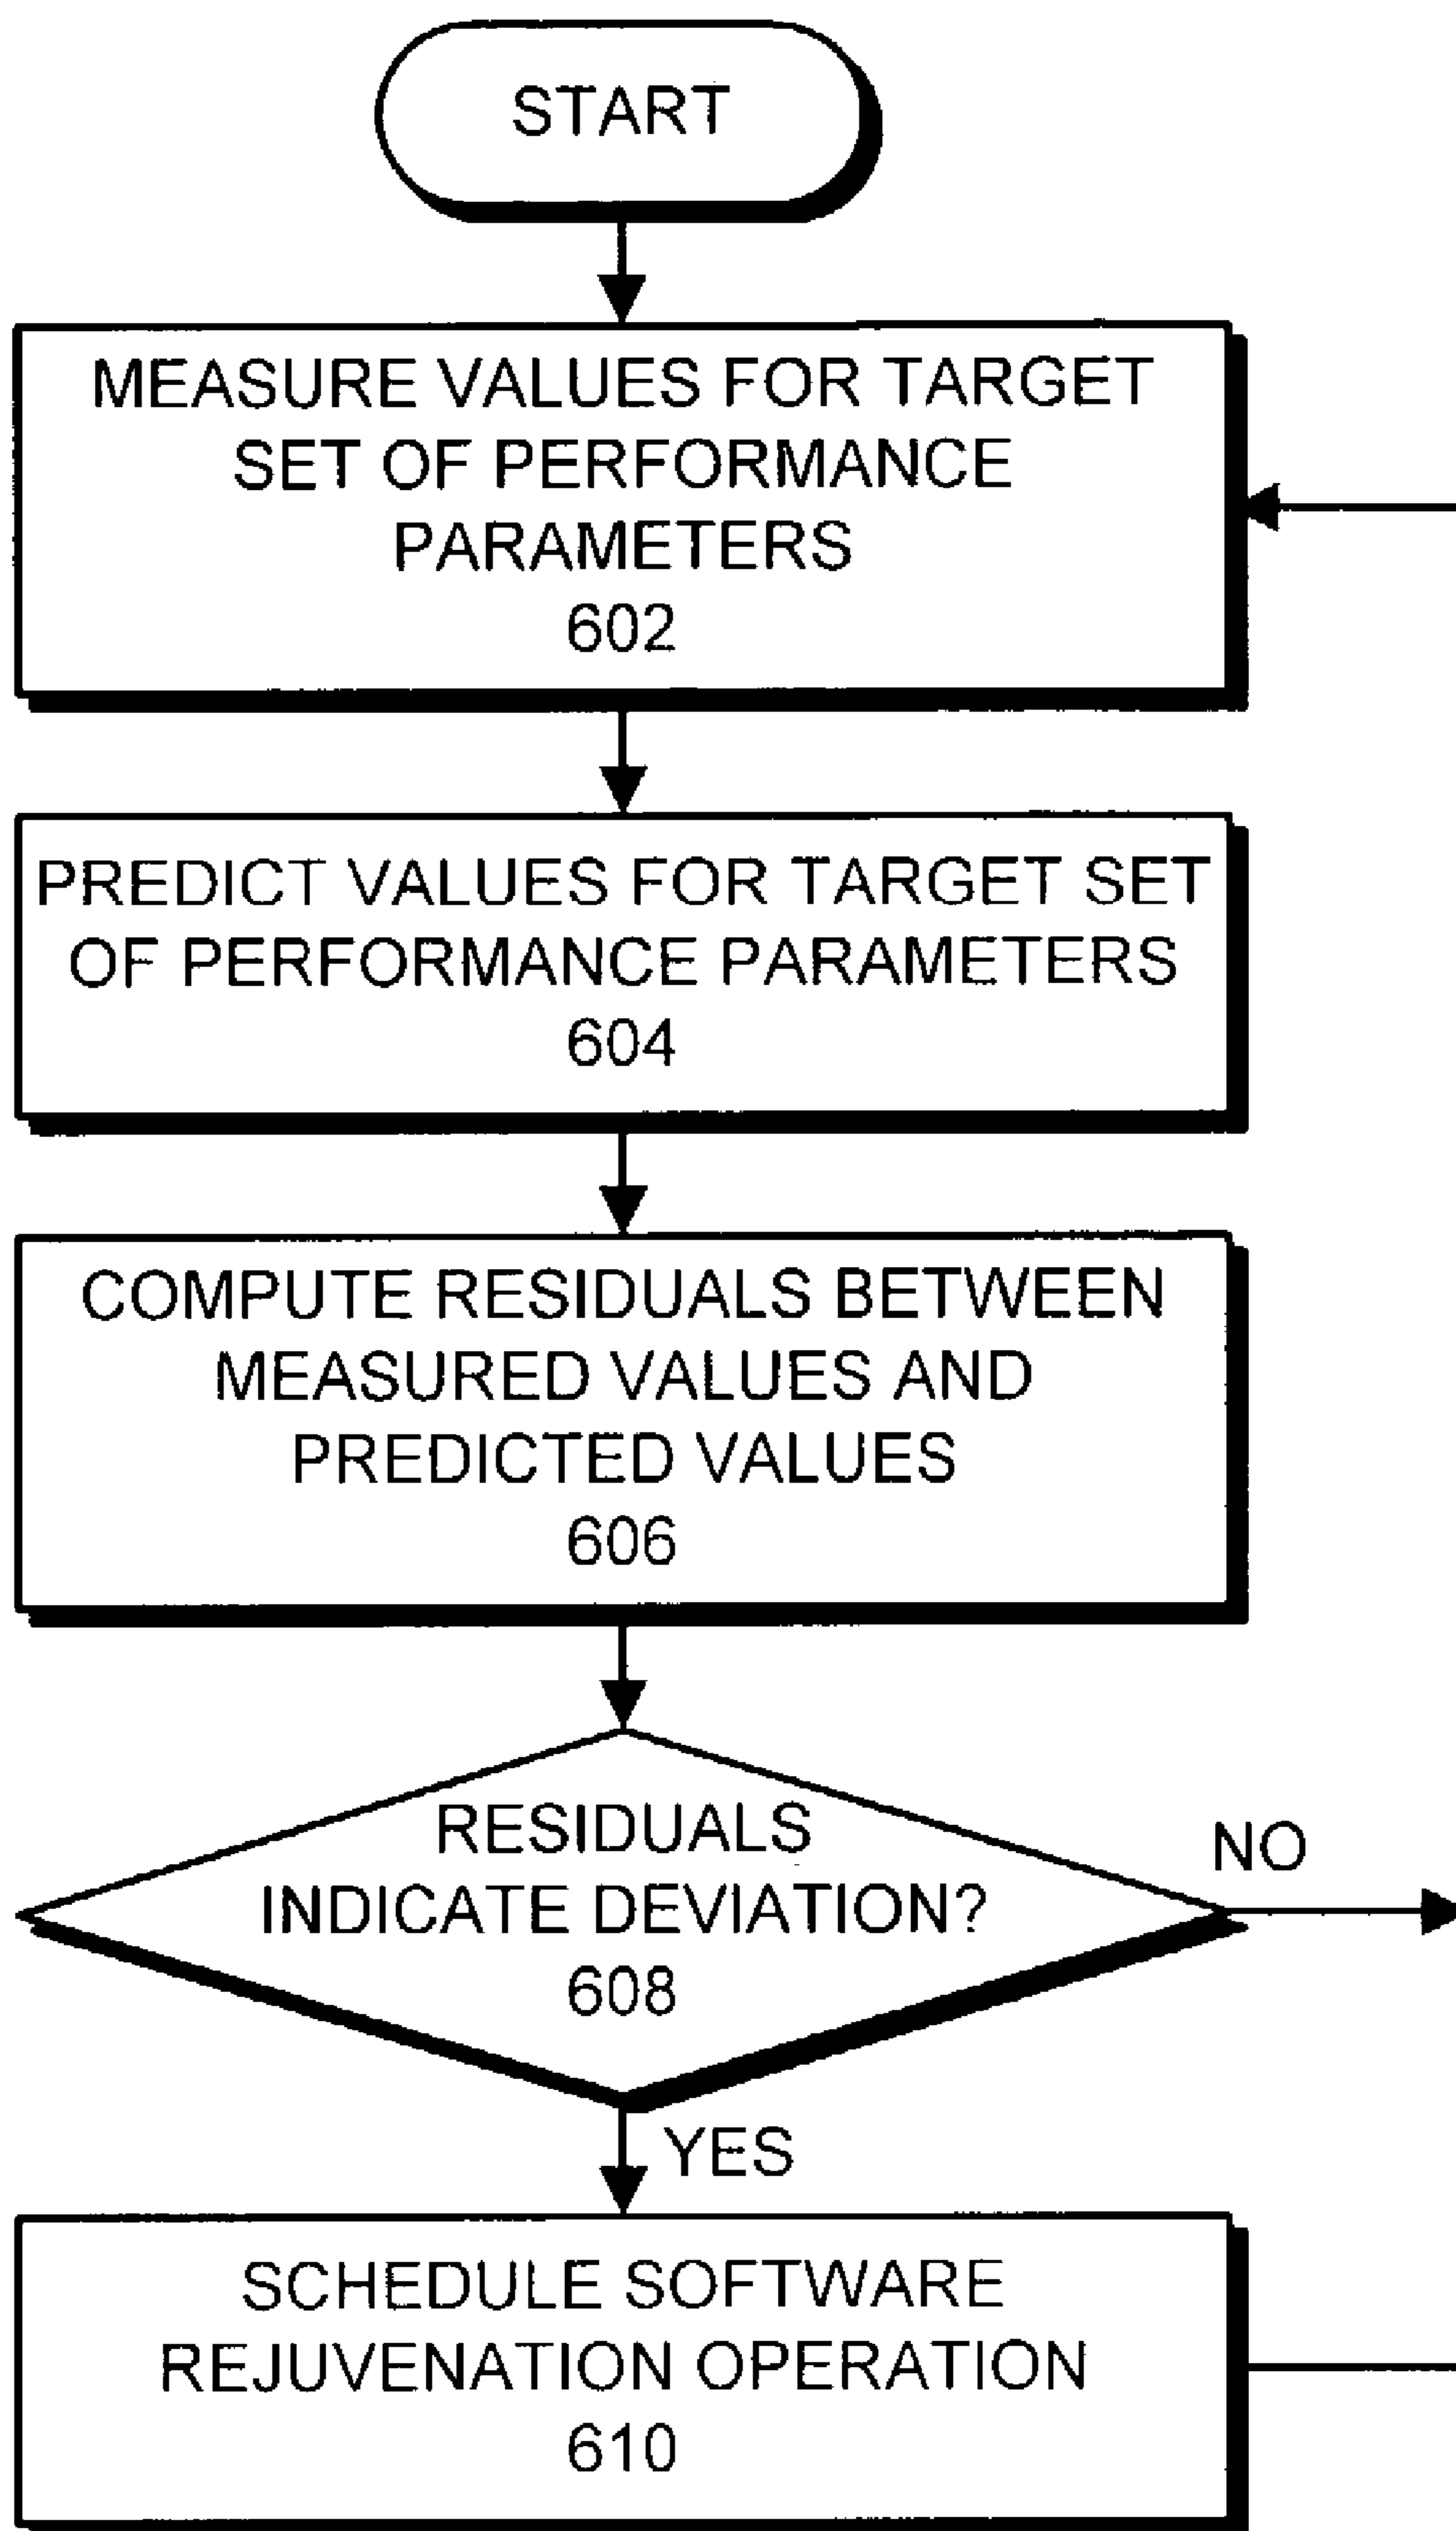 START
MEASURE VALUES FOR TARGET
SET OF PERFORMANCE
PARAMETERS
602
PREDICT VALUES FOR TARGET SET
OF PERFORMANCE PARAMETERS
604
COMPUTE RESIDUALS BETWEEN
MEASURED VALUES AND
PREDICTED VALUES
606
RESIDUALS
INDICATE DEVIATION?
608
NO
YES
SCHEDULE SOFTWARE
REJUVENATION OPERATION
610